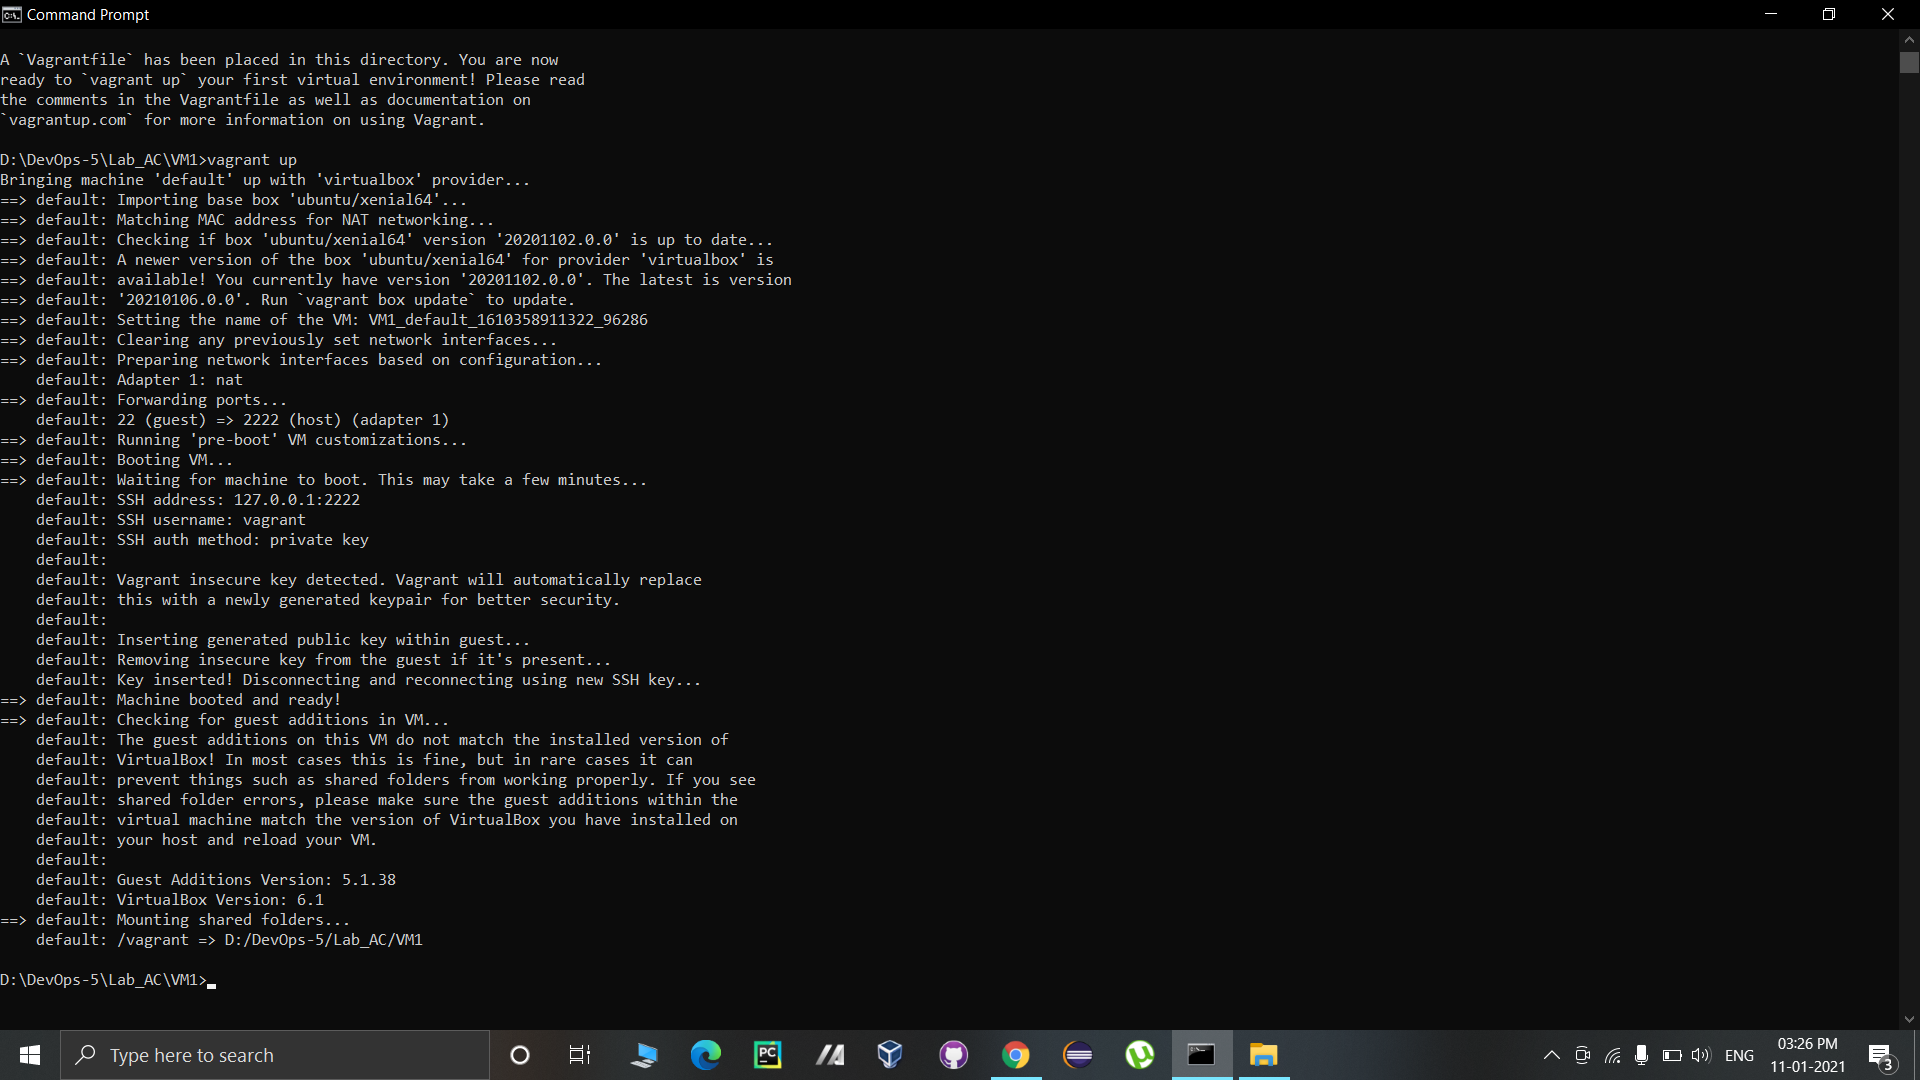 Command Prompt
A `Vagrantfile` has been placed in this directory. You are now
ready to `vagrant up` your first virtual environment! Please read
the comments in the Vagrantfile as well as documentation on
`vagrantup.com` for more information on using Vagrant.
D:\DevOps-5\Lab_AC\VM1>vagrant up
Bringing machine 'default' up with 'virtualbox' provider...
==> default: Importing base box 'ubuntu/xenial64'...
==> default: Matching MAC address for NAT networking...
==> default: Checking if box 'ubuntu/xenial64' version '20201102.0.0' is up to date...
==> default: A newer version of the box 'ubuntu/xenial64' for provider 'virtualbox' is
==> default: available! You currently have version '20201102.0.0'. The latest is version
==> default: '20210106.0.0'. Run `vagrant box update` to update.
==> default: Setting the name of the VM: VM1_default_1610358911322_96286
==> default: Clearing any previously set network interfaces...
==> default: Preparing network interfaces based on configuration...
    default: Adapter 1: nat
==> default: Forwarding ports...
    default: 22 (guest) => 2222 (host) (adapter 1)
==> default: Running 'pre-boot' VM customizations...
==> default: Booting VM...
==> default: Waiting for machine to boot. This may take a few minutes...
    default: SSH address: 127.0.0.1:2222
    default: SSH username: vagrant
    default: SSH auth method: private key
    default:
    default: Vagrant insecure key detected. Vagrant will automatically replace
    default: this with a newly generated keypair for better security.
    default:
    default: Inserting generated public key within guest...
    default: Removing insecure key from the guest if it's present...
    default: Key inserted! Disconnecting and reconnecting using new SSH key...
==> default: Machine booted and ready!
==> default: Checking for guest additions in VM...
    default: The guest additions on this VM do not match the installed version of
    default: VirtualBox! In most cases this is fine, but in rare cases it can
    default: prevent things such as shared folders from working properly. If you see
    default: shared folder errors, please make sure the guest additions within the
    default: virtual machine match the version of VirtualBox you have installed on
    default: your host and reload your VM.
    default:
    default: Guest Additions Version: 5.1.38
    default: VirtualBox Version: 6.1
==> default: Mounting shared folders...
    default: /vagrant => D:/DevOps-5/Lab_AC/VM1
D:\DevOps-5\Lab_AC\VM1>
Type here to search
PC
ENG
03:26 PM
11-01-2021
3